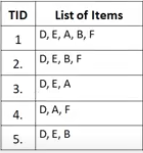 TID List of Items
1 D, E, A, B, F
2. D, E, B, F
3. D, E, A
4. D, A, F
5. D, E, B